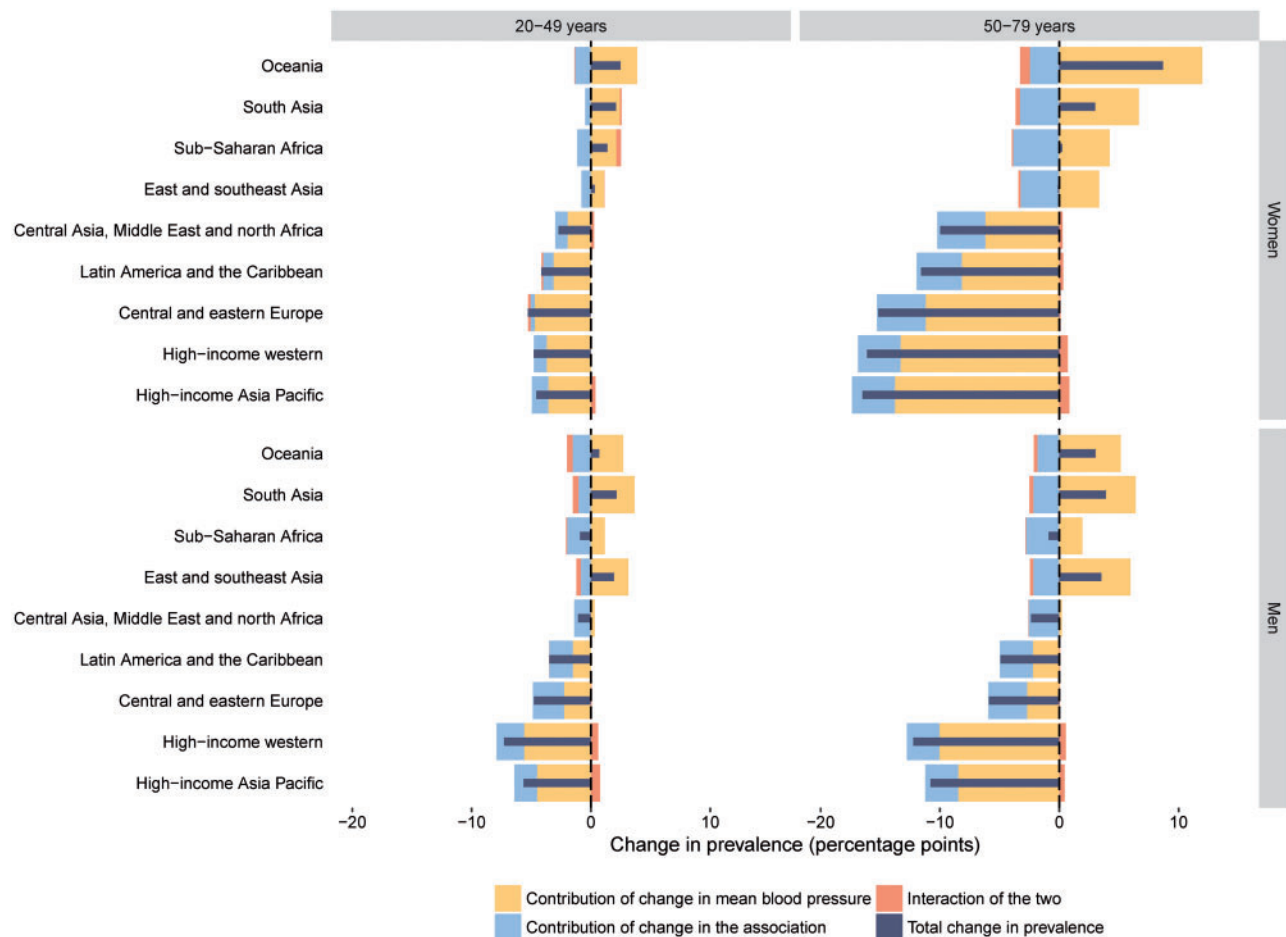 20−49 years
50−79 years
Oceania
South Asia
Sub−Saharan Africa
East and southeast Asia
Central Asia, Middle East and north Africa
Latin America and the Caribbean
Central and eastern Europe
High−income western
High−income Asia Pacific
Women
Oceania
South Asia
Sub−Saharan Africa
East and southeast Asia
Central Asia, Middle East and north Africa
Latin America and the Caribbean
Central and eastern Europe
High−income western
High−income Asia Pacific
Men
−20 −10 0 10 −20 −10 0 10
Change in prevalence (percentage points)
Contribution of change in mean blood pressure Interaction of the two
Contribution of change in the association Total change in prevalence